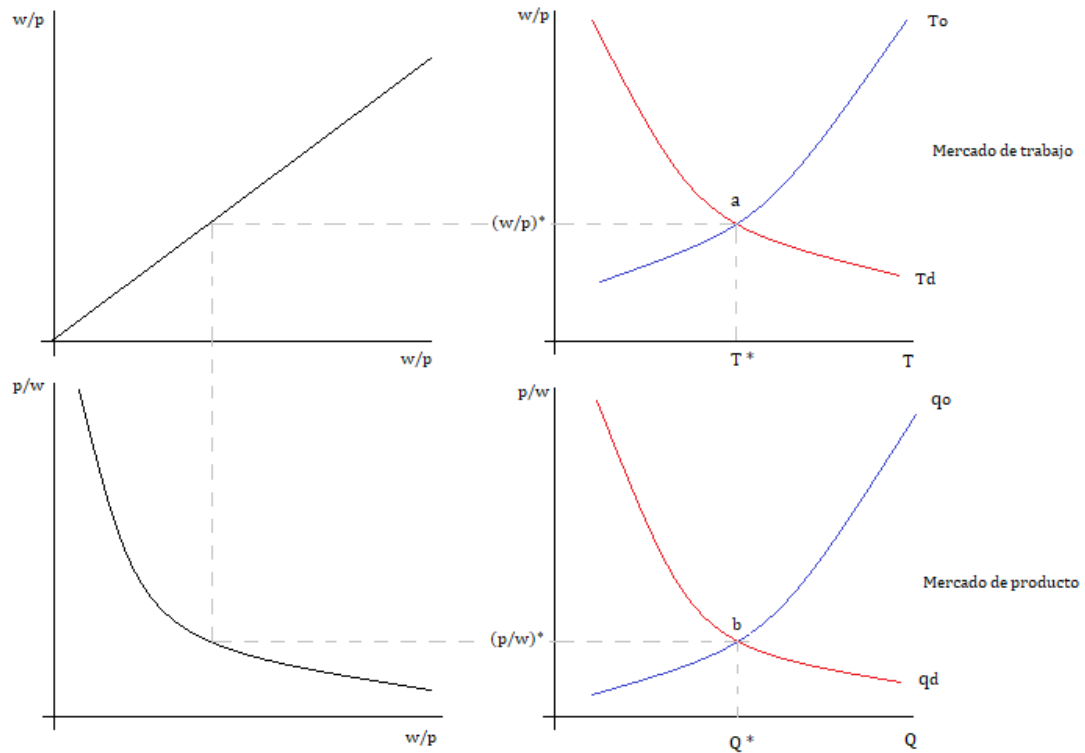 w/p
w/p
w/p
To
Mercado de trabajo
a
(w/p)*
Td
T *
T
p/w
w/p
p/w
qo
Mercado de producto
b
(p/w)*
qd
Q *
Q